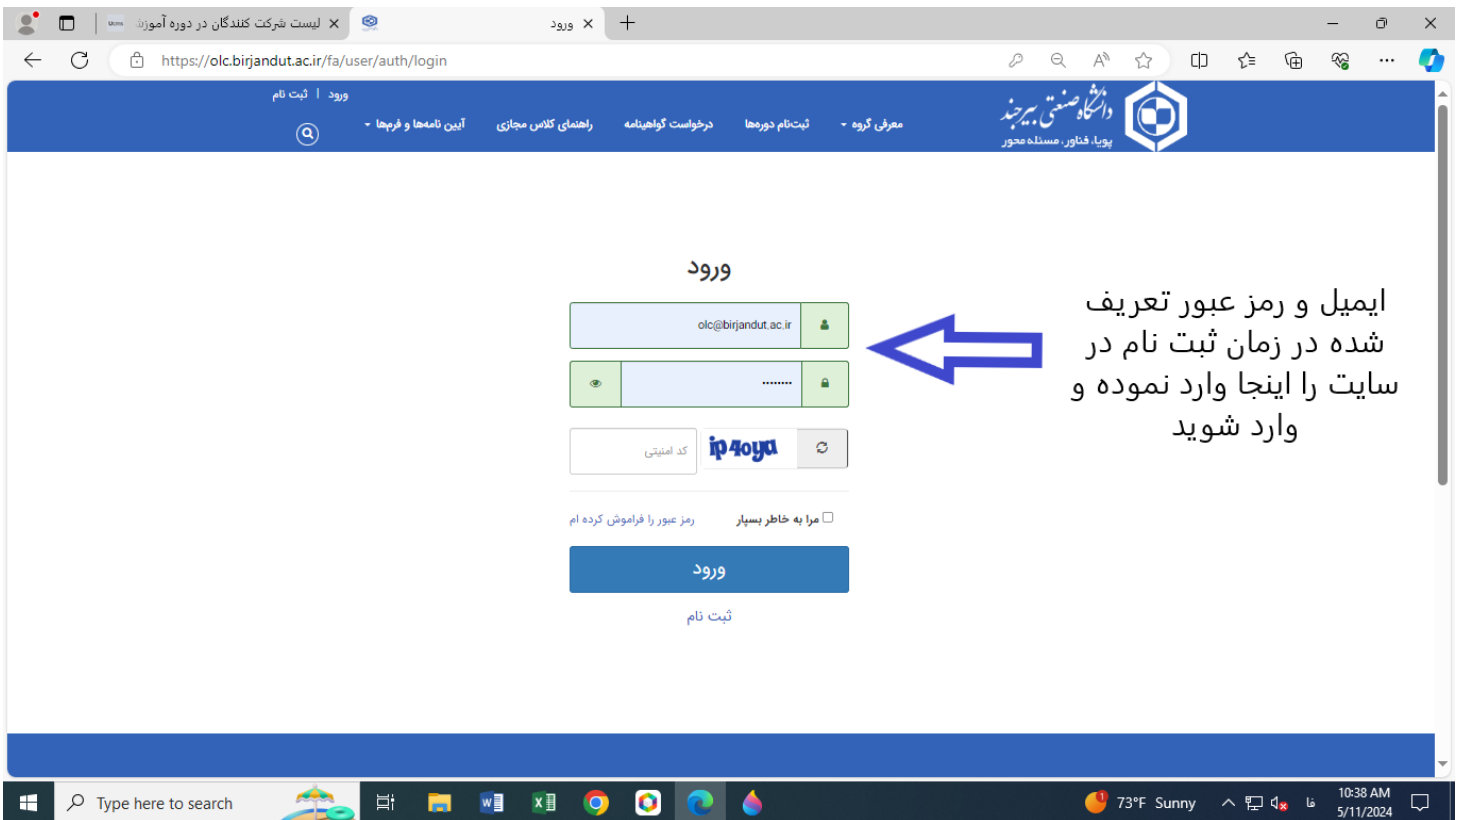 لیست شرکت کنندگان در دوره آموزش
ورود
https://olc.birjandut.ac.ir/fa/user/auth/login
ورود | ثبت نام
دانشگاه صنعتی بیرجند
پویا، فناور، مسئله محور
معرفی گروه
ثبت‌نام دوره‌ها
درخواست گواهینامه
راهنمای کلاس مجازی
آیین نامه‌ها و فرم‌ها
ورود
olc@birjandut.ac.ir
ip4oya
کد امنیتی
مرا به خاطر بسپار
رمز عبور را فراموش کرده ام
ورود
ثبت نام
ایمیل و رمز عبور تعریف
شده در زمان ثبت نام در
سایت را اینجا وارد نموده و
وارد شوید
Type here to search
73°F Sunny
فا
10:38 AM
5/11/2024